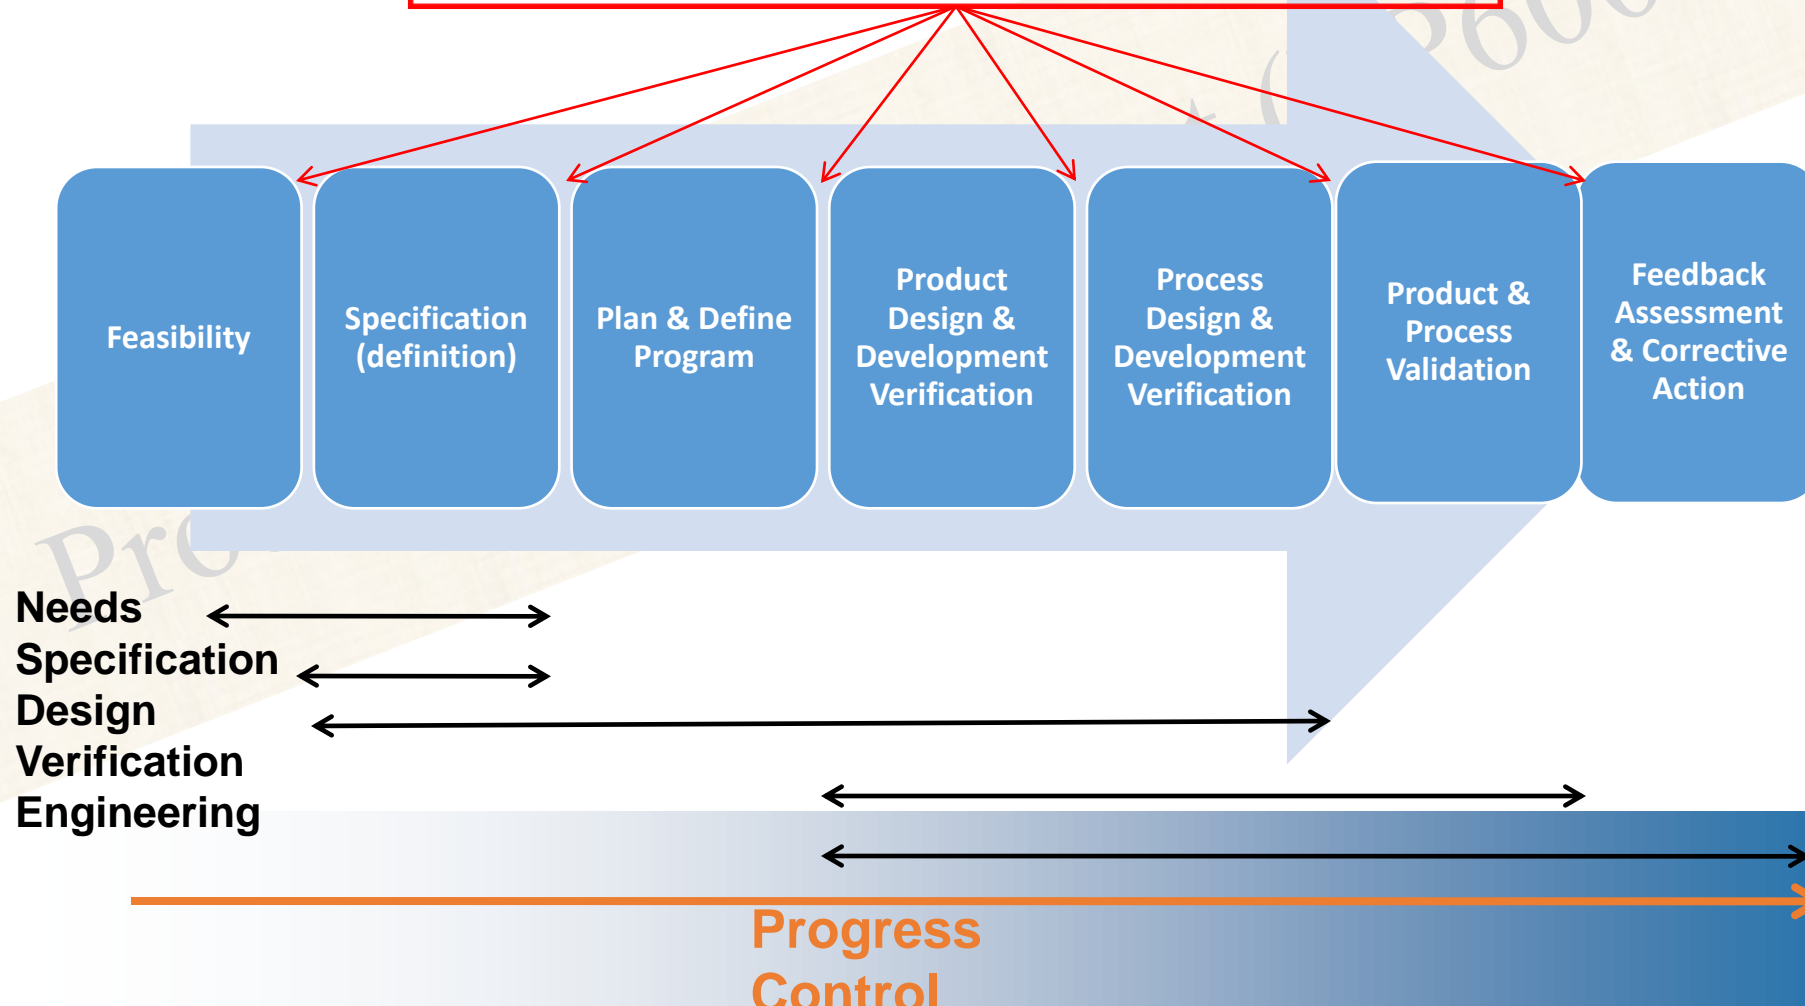 Feasibility
Specification
(definition)
Plan & Define
Program
Product
Design &
Development
Verification
Process
Design &
Development
Verification
Product &
Process
Validation
Feedback
Assessment
& Corrective
Action
Needs
Specification
Design
Verification
Engineering
Progress
Control